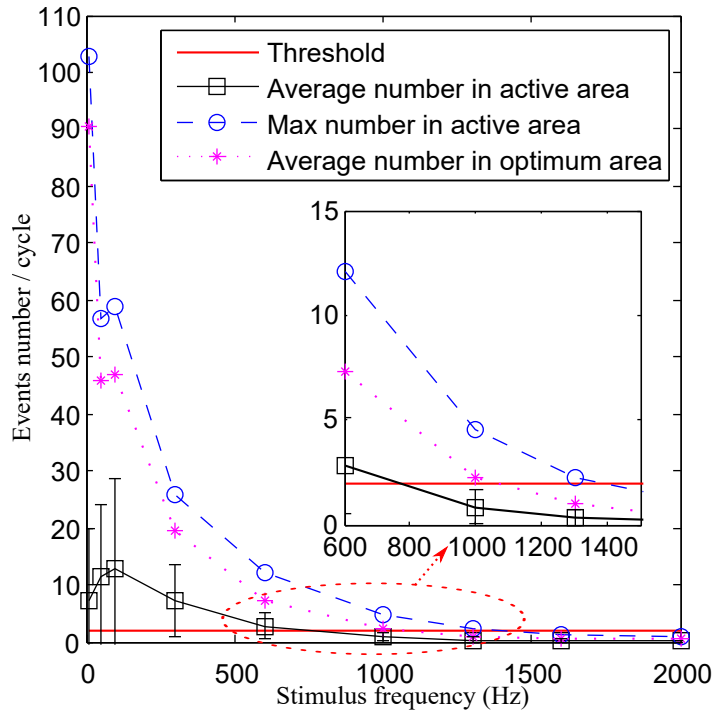 110
100
90
80
70
60
50
40
30
20
10
0
Events number / cycle
Threshold
Average number in active area
Max number in active area
Average number in optimum area
15
10
5
0
600 800 1000 1200 1400
0 500 1000 1500 2000
Stimulus frequency (Hz)